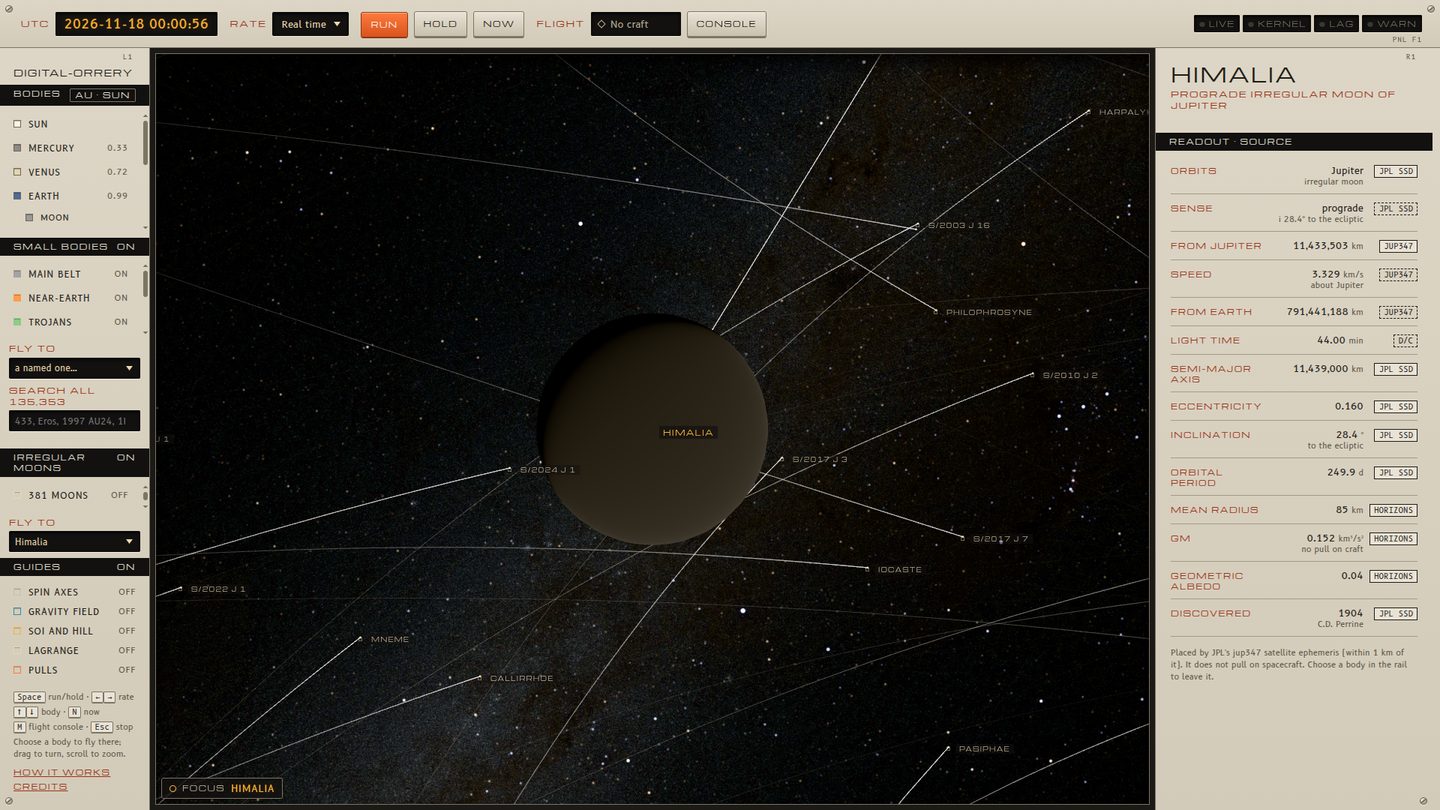 UTC 2026-11-18 00:00:56 RATE Real time RUN HOLD NOW FLIGHT ◇ No craft CONSOLE LIVE KERNEL LAG WARN
PNL F1
L1
DIGITAL-ORRERY
BODIES AU · SUN
SUN
MERCURY 0.33
VENUS 0.72
EARTH 0.99
MOON
SMALL BODIES ON
MAIN BELT ON
NEAR-EARTH ON
TROJANS ON
FLY TO
a named one…
SEARCH ALL
135,353
433, Eros, 1997 AU24, 1I
IRREGULAR MOONS ON
381 MOONS OFF
FLY TO
Himalia
GUIDES ON
SPIN AXES OFF
GRAVITY FIELD OFF
SOI AND HILL OFF
LAGRANGE OFF
PULLS OFF
Space run/hold · ← → rate
↑ ↓ body · N now
M flight console · Esc stop
Choose a body to fly there;
drag to turn, scroll to zoom.
HOW IT WORKS
CREDITS
HARPALY
S/2003 J 16
PHILOPHROSYNE
S/2010 J 2
HIMALIA
J 1
S/2024 J 1
S/2017 J 3
S/2017 J 7
IOCASTE
S/2022 J 1
MNEME
CALLIRRHOE
PASIPHAE
FOCUS HIMALIA
R1
HIMALIA
PROGRADE IRREGULAR MOON OF
JUPITER
READOUT · SOURCE
ORBITS Jupiter JPL SSD
irregular moon
SENSE prograde JPL SSD
i 28.4° to the ecliptic
FROM JUPITER 11,433,503 km JUP347
SPEED 3.329 km/s JUP347
about Jupiter
FROM EARTH 791,441,188 km JUP347
LIGHT TIME 44.00 min D/C
SEMI-MAJOR AXIS 11,439,000 km JPL SSD
ECCENTRICITY 0.160 JPL SSD
INCLINATION 28.4 ° JPL SSD
to the ecliptic
ORBITAL PERIOD 249.9 d JPL SSD
MEAN RADIUS 85 km HORIZONS
GM 0.152 km³/s² HORIZONS
no pull on craft
GEOMETRIC ALBEDO 0.04 HORIZONS
DISCOVERED 1904 JPL SSD
C.D. Perrine
Placed by JPL's jup347 satellite ephemeris (within 1 km of
it). It does not pull on spacecraft. Choose a body in the rail
to leave it.